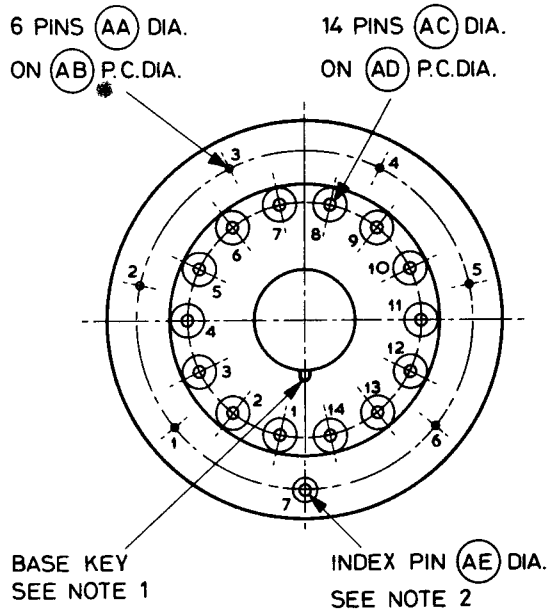 6 PINS AA DIA.
ON AB P.C.DIA.
14 PINS AC DIA.
ON AD P.C.DIA.
3
4
7
8
6
9
2
5
10
5
4
11
3
12
2
1
14
13
1
6
7
BASE KEY
SEE NOTE 1
INDEX PIN AE DIA.
SEE NOTE 2